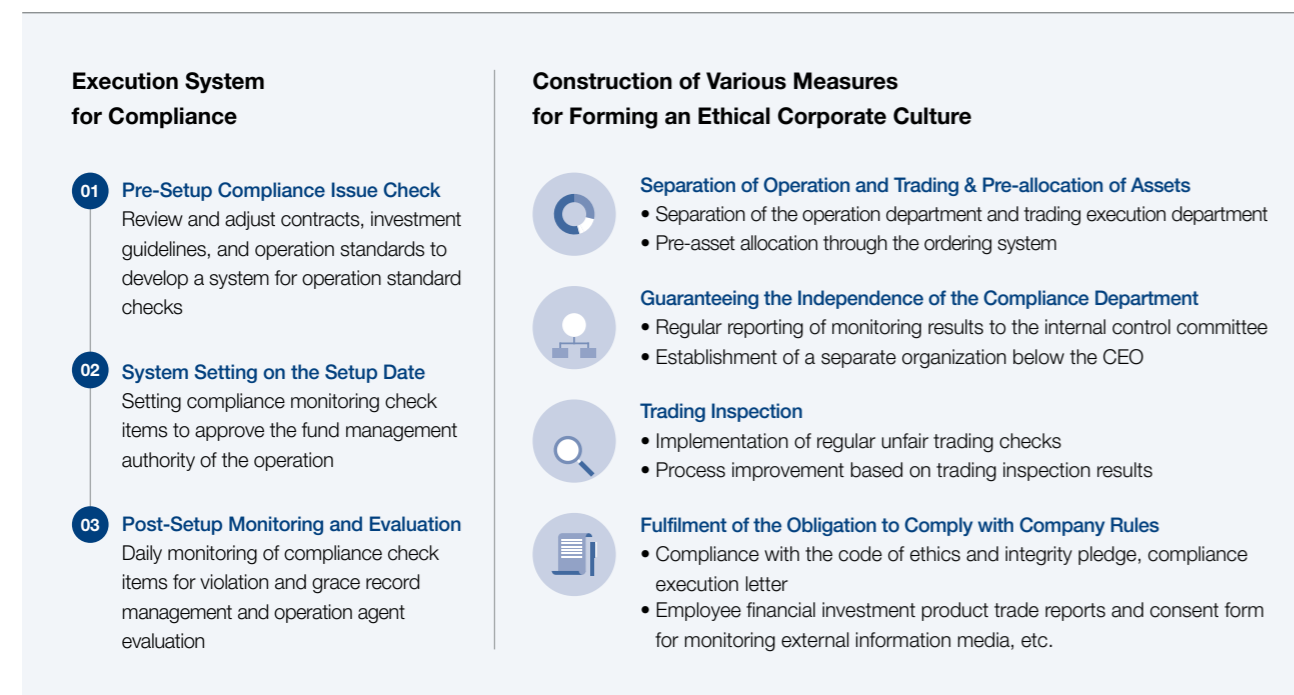 Execution System
for Compliance
01
Pre-Setup Compliance Issue Check
Review and adjust contracts, investment
guidelines, and operation standards to
develop a system for operation standard
checks
02
System Setting on the Setup Date
Setting compliance monitoring check
items to approve the fund management
authority of the operation
03
Post-Setup Monitoring and Evaluation
Daily monitoring of compliance check
items for violation and grace record
management and operation agent
evaluation
Construction of Various Measures
for Forming an Ethical Corporate Culture
Separation of Operation and Trading & Pre-allocation of Assets
• Separation of the operation department and trading execution department
• Pre-asset allocation through the ordering system
Guaranteeing the Independence of the Compliance Department
• Regular reporting of monitoring results to the internal control committee
• Establishment of a separate organization below the CEO
Trading Inspection
• Implementation of regular unfair trading checks
• Process improvement based on trading inspection results
Fulfilment of the Obligation to Comply with Company Rules
• Compliance with the code of ethics and integrity pledge, compliance
execution letter
• Employee financial investment product trade reports and consent form
for monitoring external information media, etc.